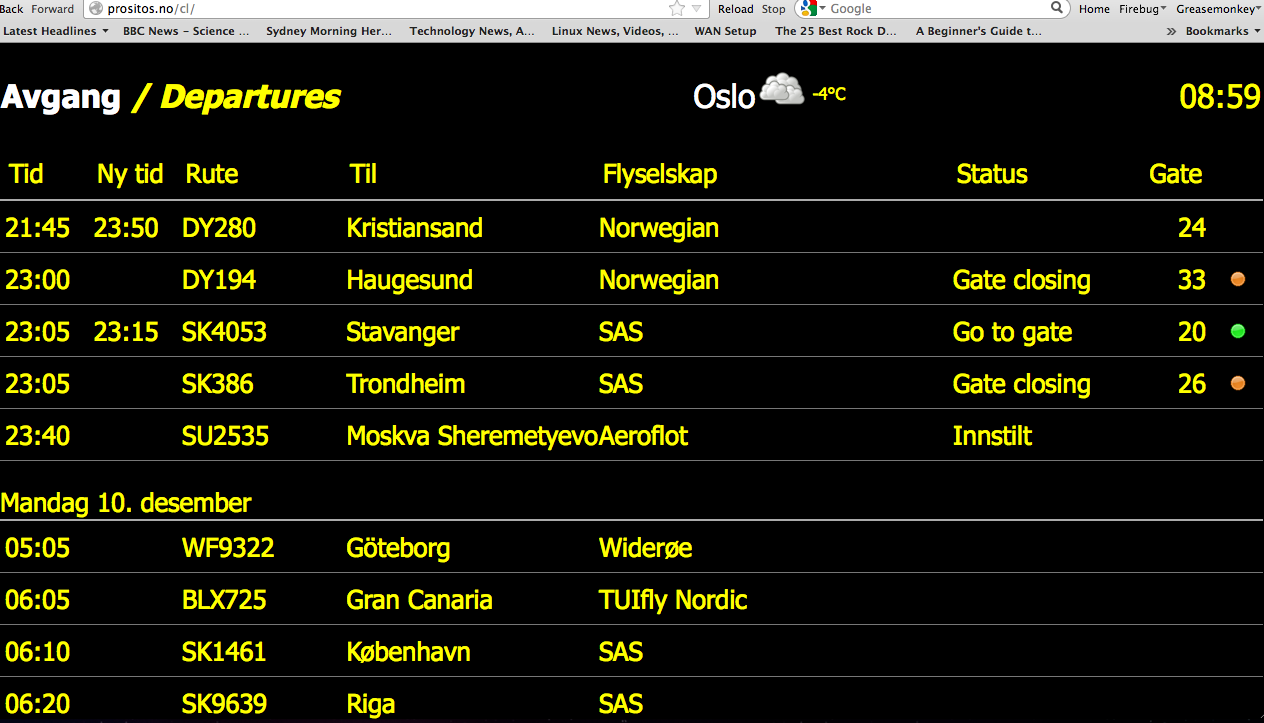 Back Forward prositos.no/cl/ Reload Stop Google Home Firebug Greasemonkey
Latest Headlines BBC News – Science ... Sydney Morning Her... Technology News, A... Linux News, Videos, ... WAN Setup The 25 Best Rock D... A Beginner's Guide t... » Bookmarks
Avgang / Departures Oslo -4°C 08:59
Tid Ny tid Rute Til Flyselskap Status Gate
21:45 23:50 DY280 Kristiansand Norwegian 24
23:00 DY194 Haugesund Norwegian Gate closing 33
23:05 23:15 SK4053 Stavanger SAS Go to gate 20
23:05 SK386 Trondheim SAS Gate closing 26
23:40 SU2535 Moskva Sheremetyevo Aeroflot Innstilt
Mandag 10. desember
05:05 WF9322 Göteborg Widerøe
06:05 BLX725 Gran Canaria TUIfly Nordic
06:10 SK1461 København SAS
06:20 SK9639 Riga SAS